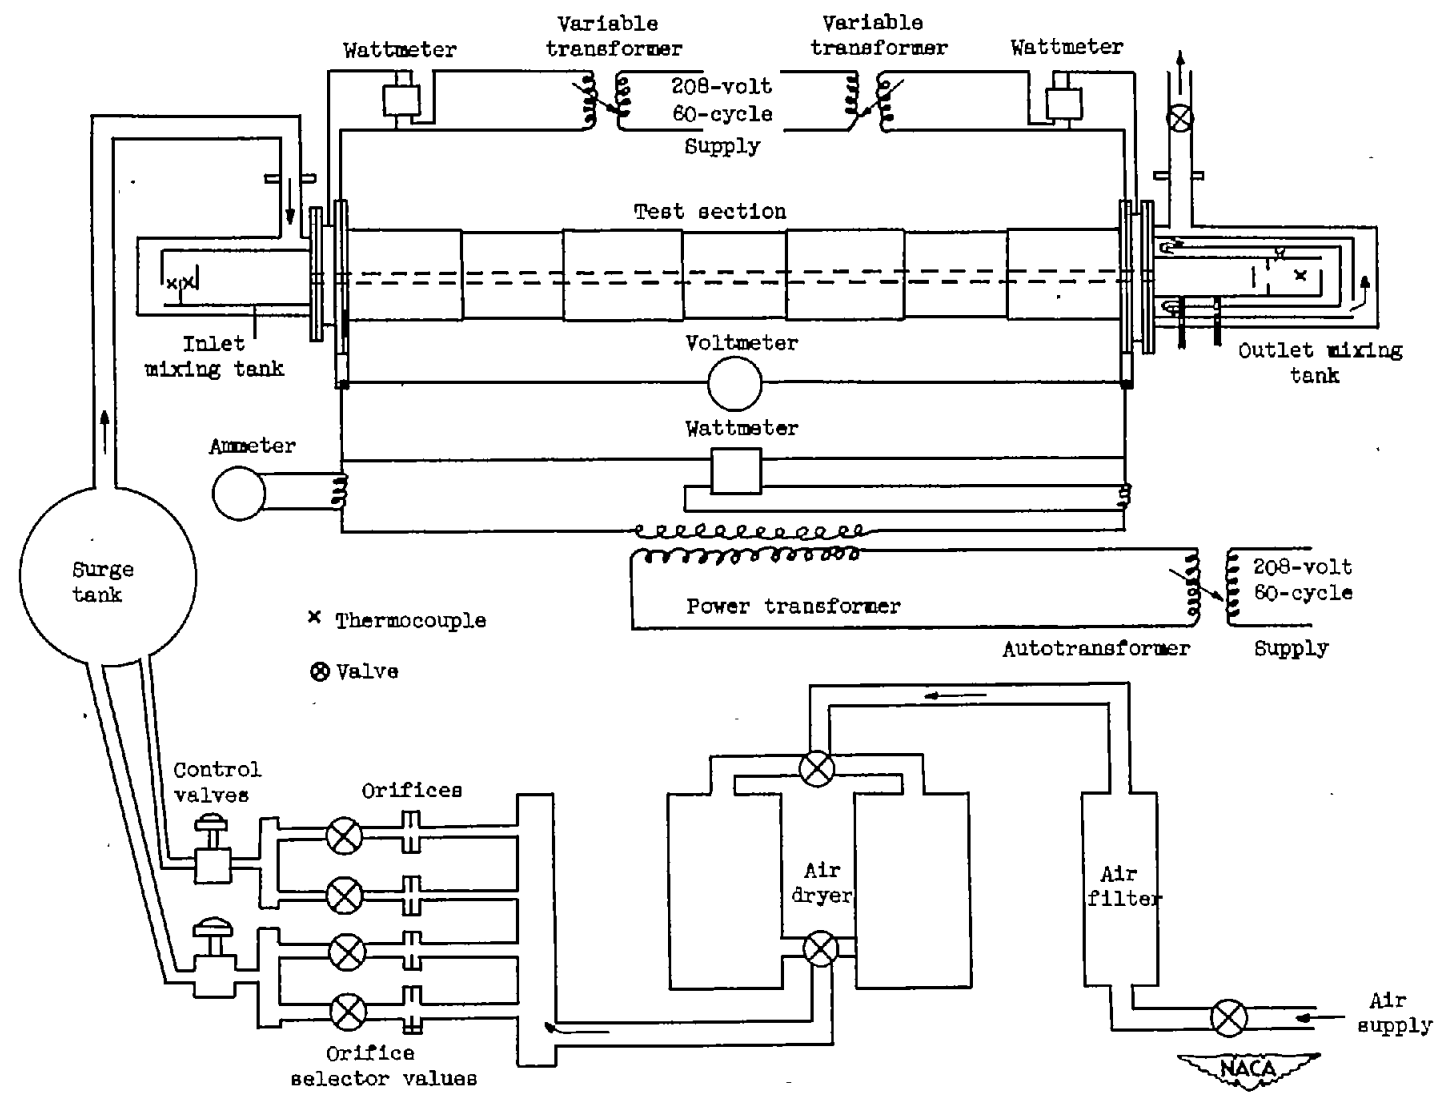 Variable
transformer
Variable
transformer
Wattmeter
Wattmeter
208-volt
60-cycle
Supply
Test section
Inlet
mixing tank
Voltmeter
Outlet mixing
tank
Wattmeter
Ammeter
Surge
tank
208-volt
60-cycle
Supply
Power transformer
Autotransformer
x Thermocouple
Valve
Control
valves
Orifices
Air
dryer
Air
filter
Air
supply
Orifice
selector values
NACA